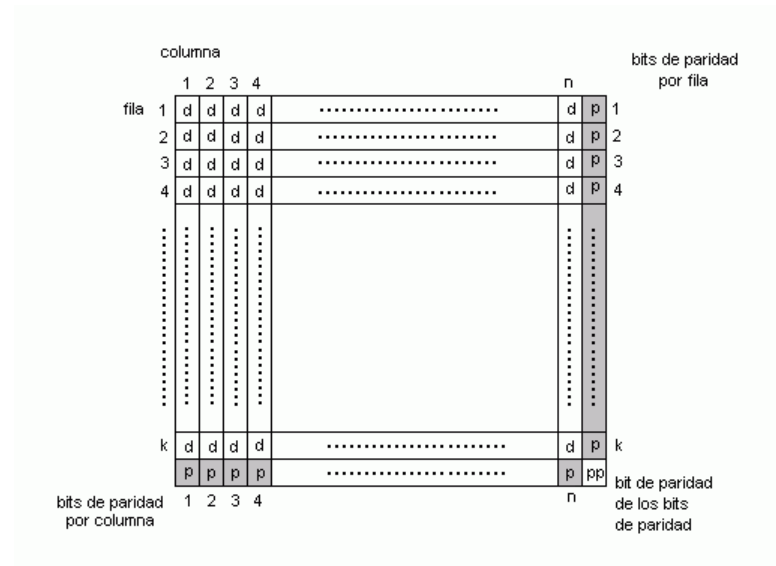 columna
bits de paridad
por fila
1 2 3 4 n
fila 1 d d d d ........................ d p 1
2 d d d d ........................ d p 2
3 d d d d ........................ d p 3
4 d d d d ........................ d p 4
k d d d d ........................ d p k
p p p p ........................ p pp
bits de paridad
por columna
1 2 3 4 n
bit de paridad
de los bits
de paridad